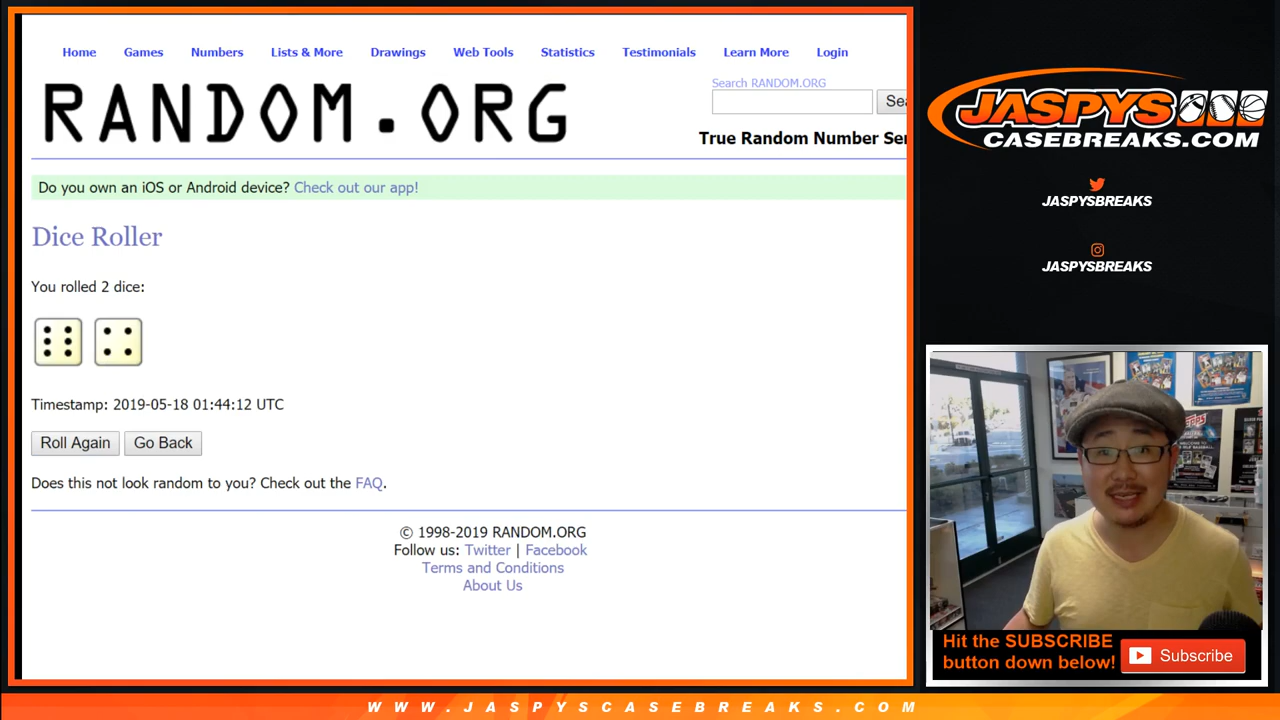 Home Games Numbers Lists & More Drawings Web Tools Statistics Testimonials Learn More Login
RANDOM.ORG
Search RANDOM.ORG
True Random Number Ser
Do you own an iOS or Android device? Check out our app!
Dice Roller
You rolled 2 dice:
Timestamp: 2019-05-18 01:44:12 UTC
Roll Again Go Back
Does this not look random to you? Check out the FAQ.
© 1998-2019 RANDOM.ORG
Follow us: Twitter | Facebook
Terms and Conditions
About Us
JASPYS
CASEBREAKS.COM
JASPYSBREAKS
JASPYSBREAKS
TOPPS
Hit the SUBSCRIBE
button down below!
Subscribe
WWW.JASPYSCASEBREAKS.COM